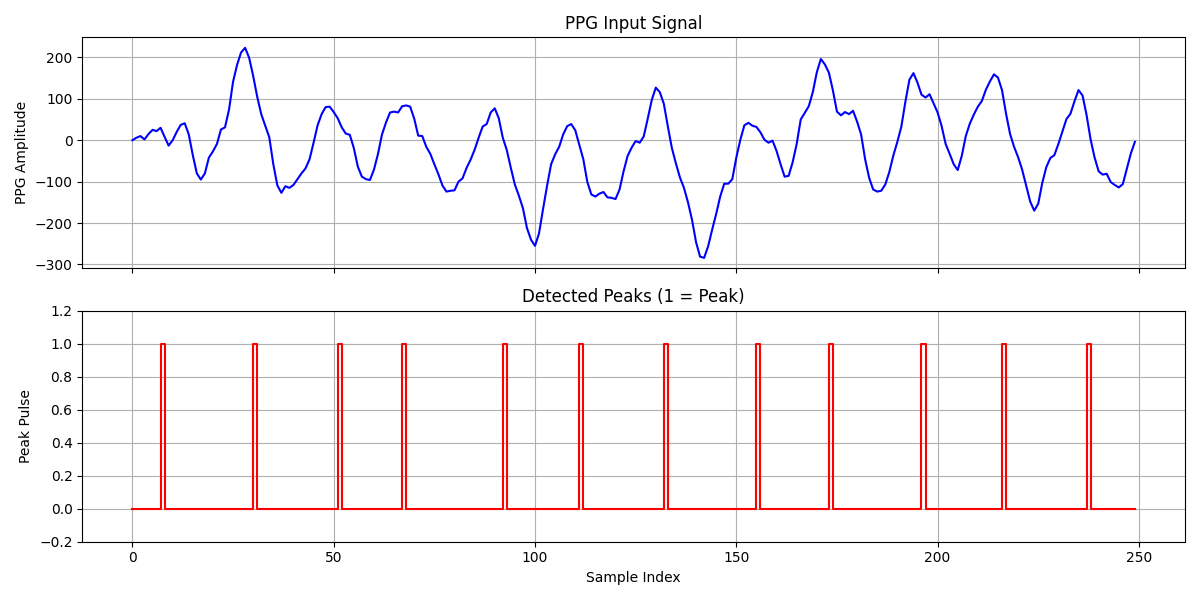 PPG Input Signal
200
100
0
−100
−200
−300
PPG Amplitude
Detected Peaks (1 = Peak)
1.2
1.0
0.8
0.6
0.4
0.2
0.0
−0.2
Peak Pulse
0 50 100 150 200 250
Sample Index